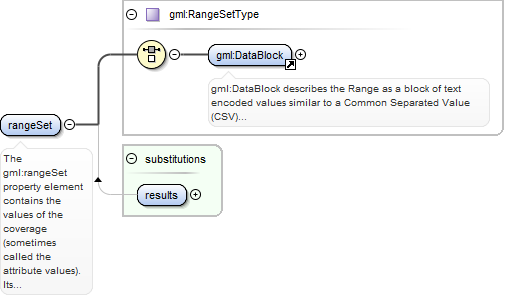 gml:RangeSetType
gml:DataBlock
gml:DataBlock describes the Range as a block of text
encoded values similar to a Common Separated Value
(CSV)...
rangeSet
The
gml:rangeSet
property element
contains the
values of the
coverage
(sometimes
called the
attribute values).
Its...
substitutions
results